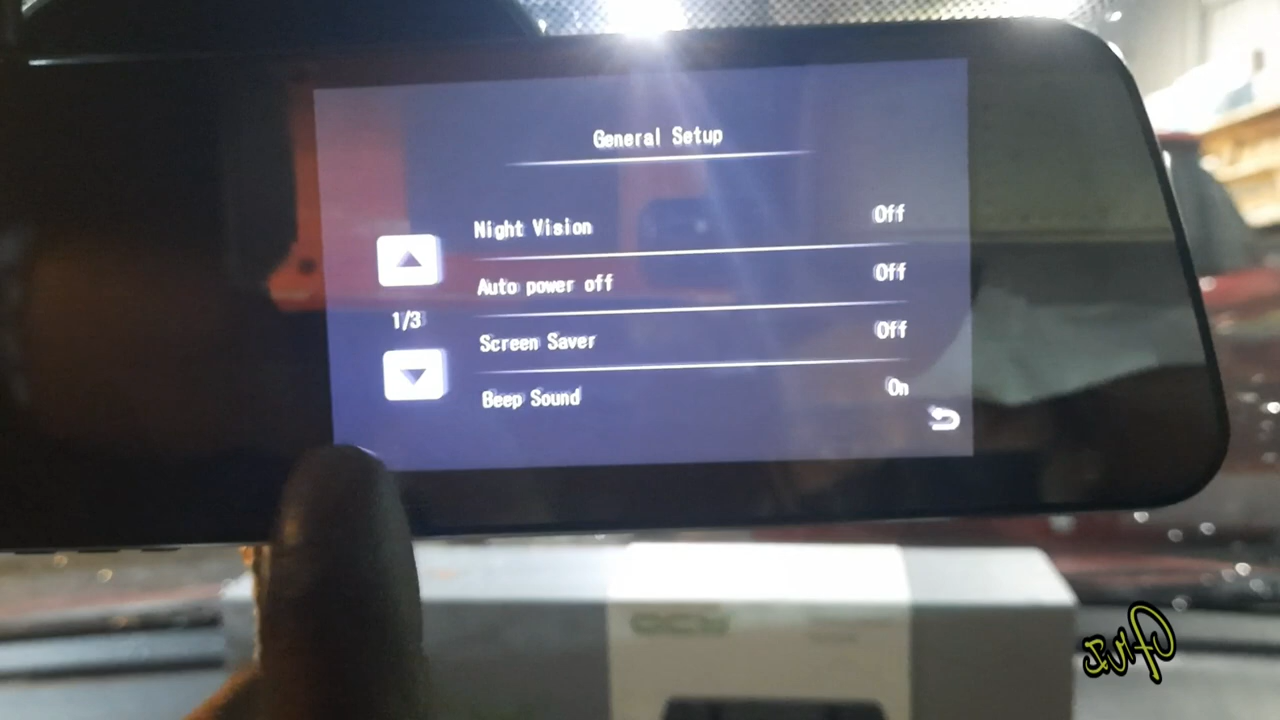 General Setup
Night Vision Off
Auto power off Off
1/3
Screen Saver Off
Beep Sound On